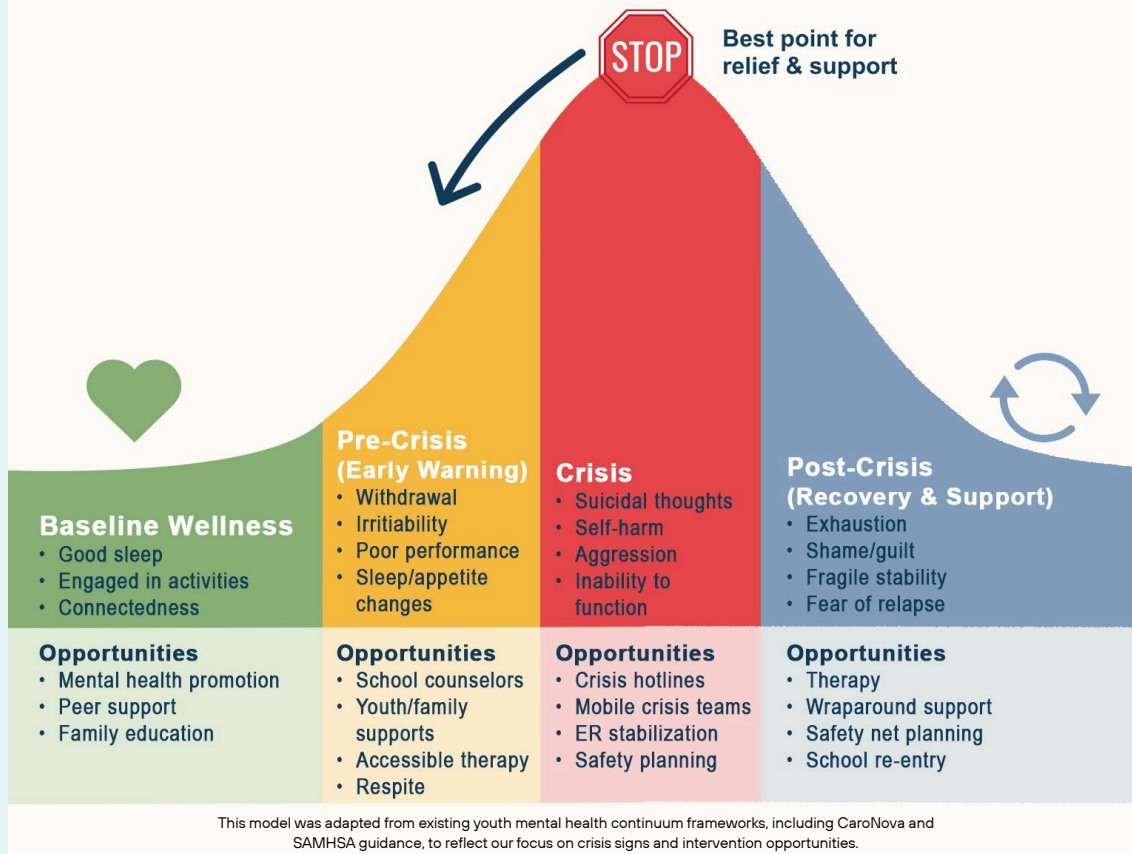 STOP
Best point for
relief & support
Baseline Wellness
• Good sleep
• Engaged in activities
• Connectedness
Opportunities
• Mental health promotion
• Peer support
• Family education
Pre-Crisis
(Early Warning)
• Withdrawal
• Irritiability
• Poor performance
• Sleep/appetite
changes
Opportunities
• School counselors
• Youth/family
supports
• Accessible therapy
• Respite
Crisis
• Suicidal thoughts
• Self-harm
• Aggression
• Inability to
function
Opportunities
• Crisis hotlines
• Mobile crisis teams
• ER stabilization
• Safety planning
Post-Crisis
(Recovery & Support)
• Exhaustion
• Shame/guilt
• Fragile stability
• Fear of relapse
Opportunities
• Therapy
• Wraparound support
• Safety net planning
• School re-entry
This model was adapted from existing youth mental health continuum frameworks, including CaroNova and
SAMHSA guidance, to reflect our focus on crisis signs and intervention opportunities.